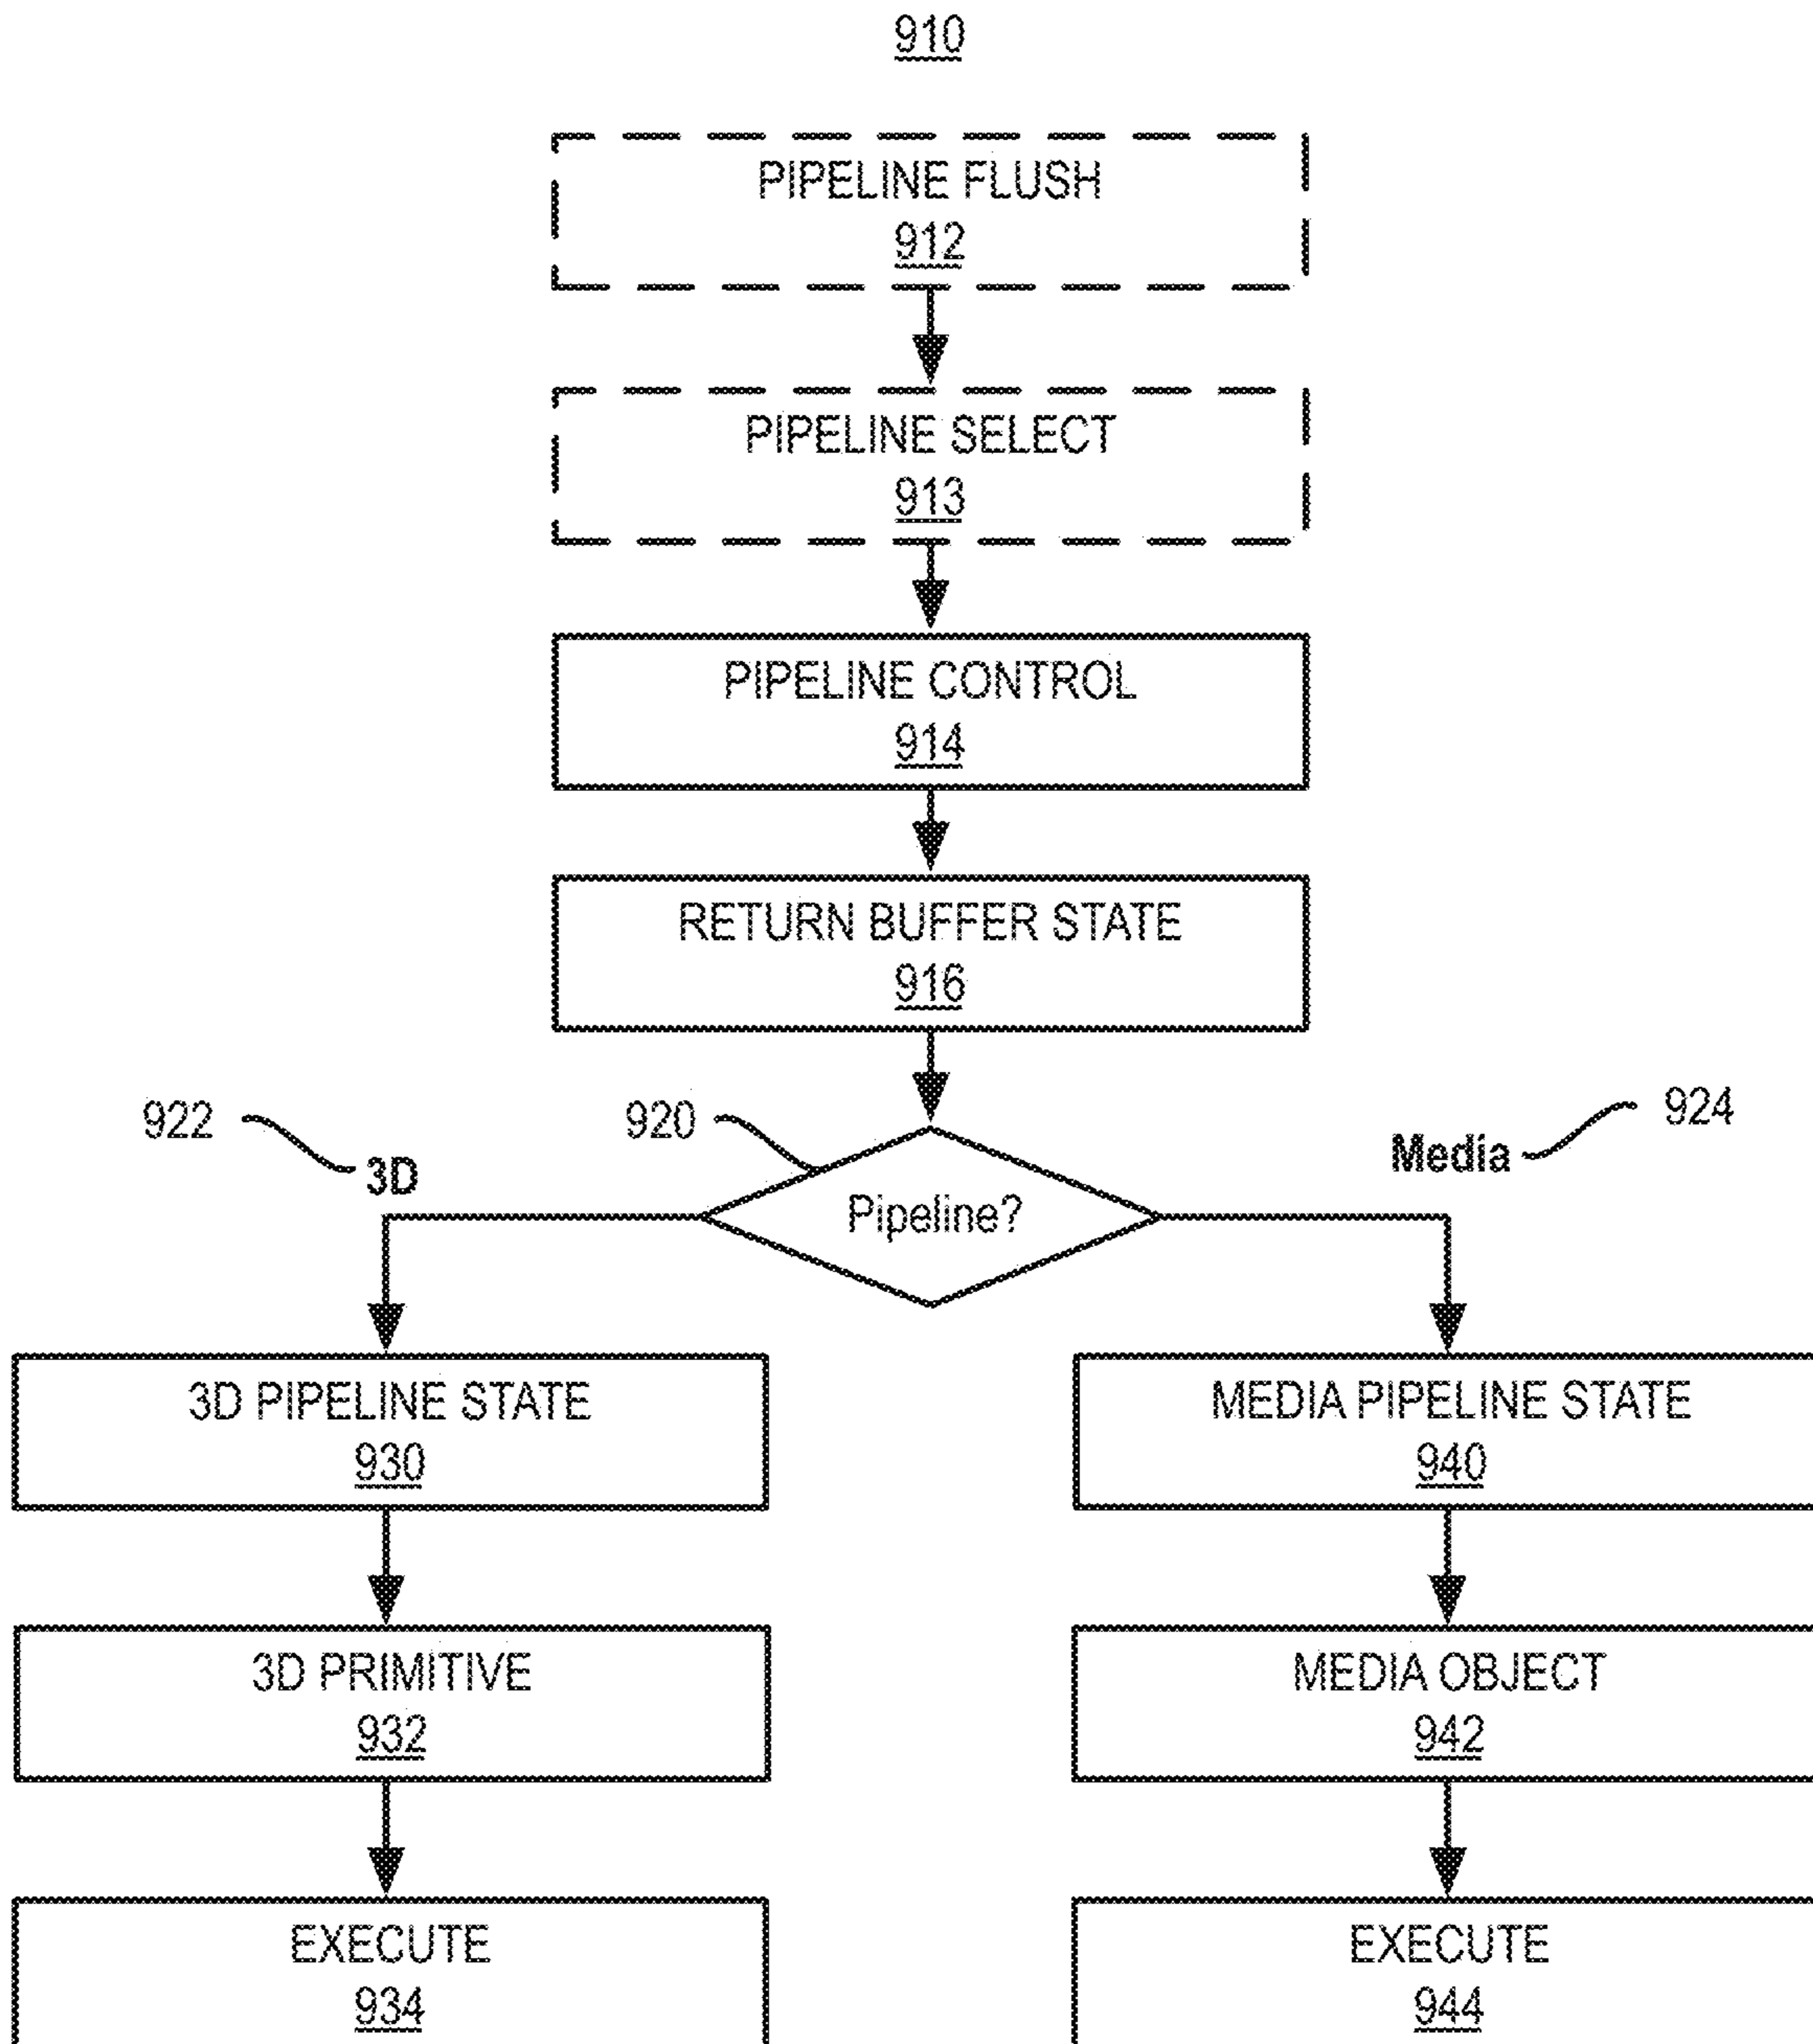 910
PIPELINE FLUSH
912
PIPELINE SELECT
913
PIPELINE CONTROL
914
RETURN BUFFER STATE
916
922
920
924
3D
Media
Pipeline?
3D PIPELINE STATE
930
MEDIA PIPELINE STATE
940
3D PRIMITIVE
932
MEDIA OBJECT
942
EXECUTE
934
EXECUTE
944